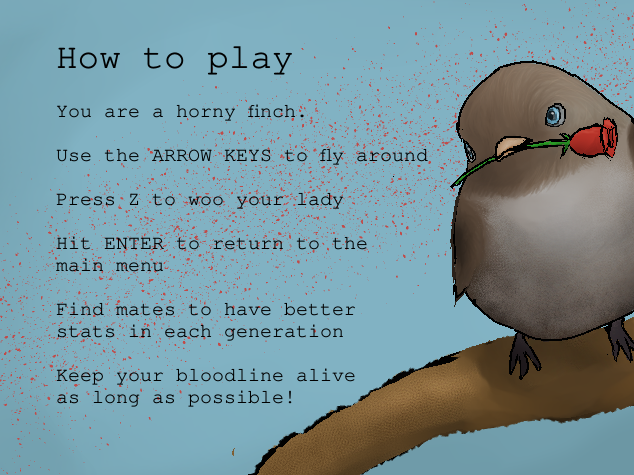 How to play
You are a horny finch.
Use the ARROW KEYS to fly around
Press Z to woo your lady
Hit ENTER to return to the
main menu
Find mates to have better
stats in each generation
Keep your bloodline alive
as long as possible!